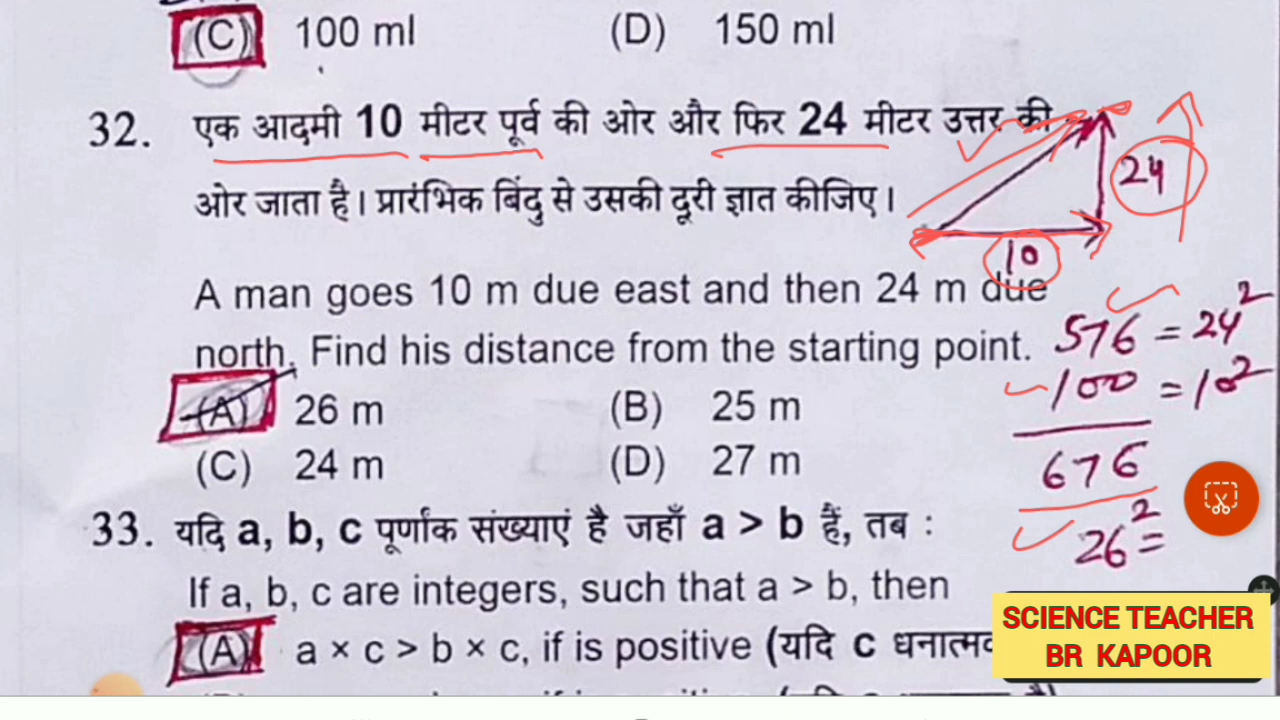 (C) 100 ml (D) 150 ml
32. एक आदमी 10 मीटर पूर्व की ओर और फिर 24 मीटर उत्तर की
ओर जाता है। प्रारंभिक बिंदु से उसकी दूरी ज्ञात कीजिए।
24
10
A man goes 10 m due east and then 24 m due
north. Find his distance from the starting point.
576 = 24²
100 = 10²
676
26² =
(A) 26 m (B) 25 m
(C) 24 m (D) 27 m
33. यदि a, b, c पूर्णांक संख्याएं है जहाँ a > b हैं, तब :
If a, b, c are integers, such that a > b, then
(A) a × c > b × c, if is positive (यदि c
SCIENCE TEACHER
BR KAPOOR